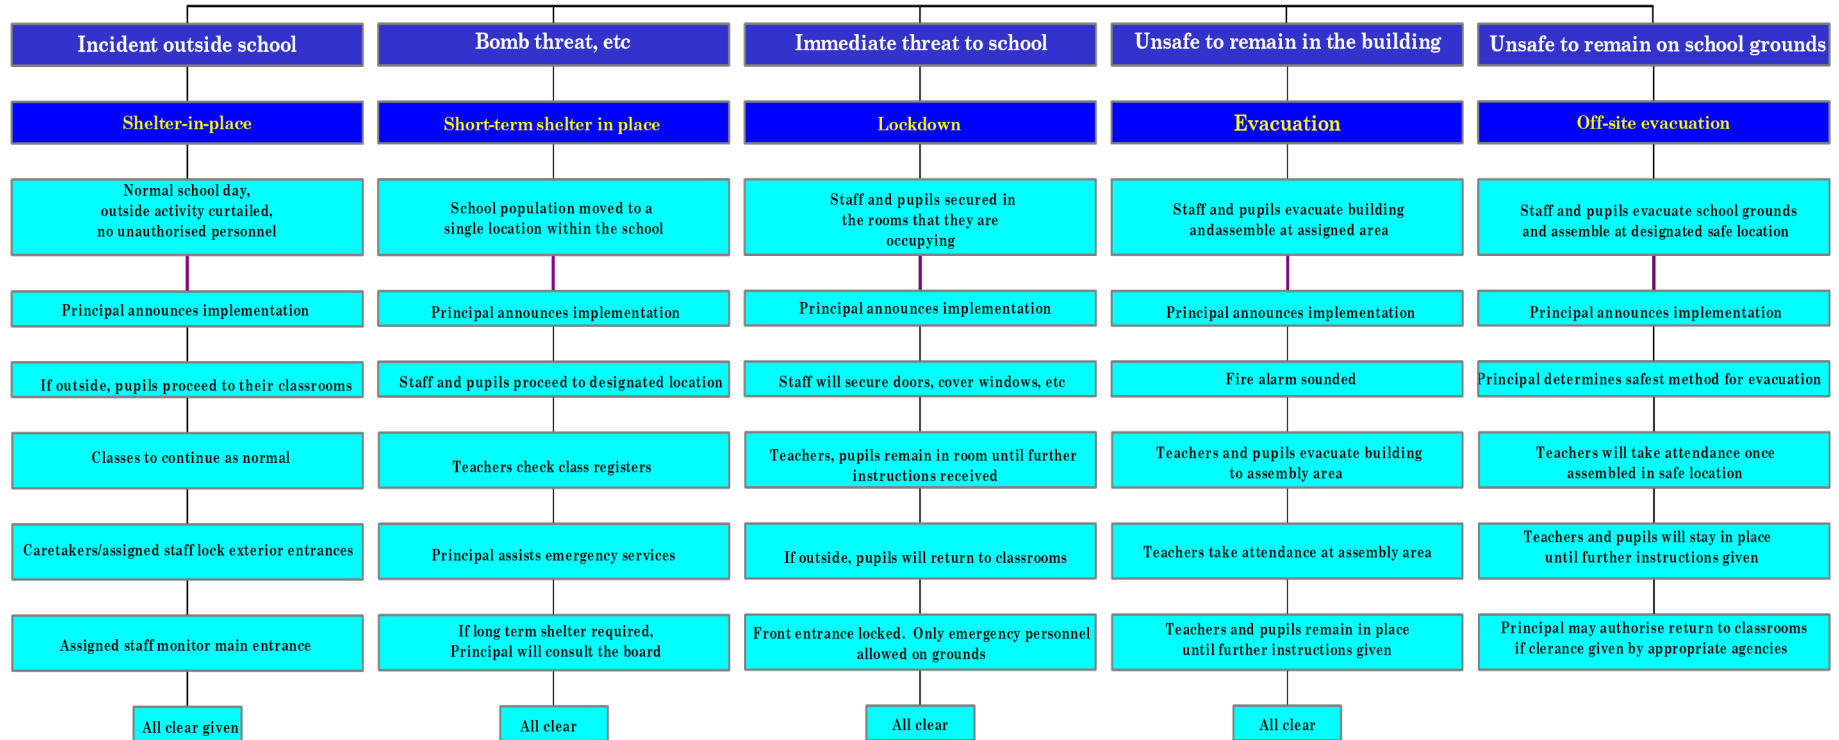 Incident outside school
Shelter-in-place
Normal school day,
outside activity curtailed,
no unauthorised personnel
Principal announces implementation
If outside, pupils proceed to their classrooms
Classes to continue as normal
Caretakers/assigned staff lock exterior entrances
Assigned staff monitor main entrance
All clear given
Bomb threat, etc
Short-term shelter in place
School population moved to a
single location within the school
Principal announces implementation
Staff and pupils proceed to designated location
Teachers check class registers
Principal assists emergency services
If long term shelter required,
Principal will consult the board
All clear
Immediate threat to school
Lockdown
Staff and pupils secured in
the rooms that they are
occupying
Principal announces implementation
Staff will secure doors, cover windows, etc
Teachers, pupils remain in room until further
instructions received
If outside, pupils will return to classrooms
Front entrance locked. Only emergency personnel
allowed on grounds
All clear
Unsafe to remain in the building
Evacuation
Staff and pupils evacuate building
andassemble at assigned area
Principal announces implementation
Fire alarm sounded
Teachers and pupils evacuate building
to assembly area
Teachers take attendance at assembly area
Teachers and pupils remain in place
until further instructions given
All clear
Unsafe to remain on school grounds
Off-site evacuation
Staff and pupils evacuate school grounds
and assemble at designated safe location
Principal announces implementation
Principal determines safest method for evacuation
Teachers will take attendance once
assembled in safe location
Teachers and pupils will stay in place
until further instructions given
Principal may authorise return to classrooms
if clerance given by appropriate agencies